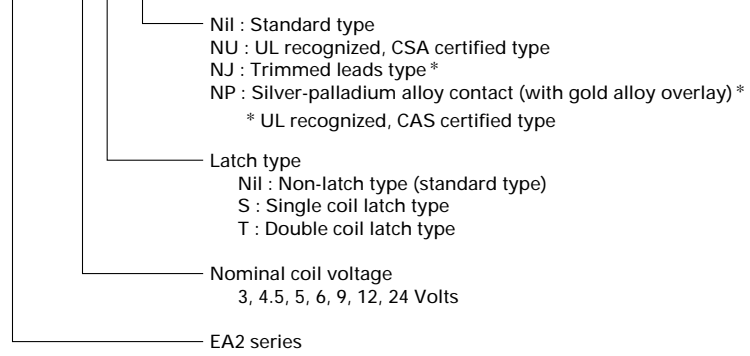 Nil : Standard type
NU : UL recognized, CSA certified type
NJ : Trimmed leads type *
NP : Silver-palladium alloy contact (with gold alloy overlay) *
* UL recognized, CAS certified type
Latch type
Nil : Non-latch type (standard type)
S : Single coil latch type
T : Double coil latch type
Nominal coil voltage
3, 4.5, 5, 6, 9, 12, 24 Volts
EA2 series